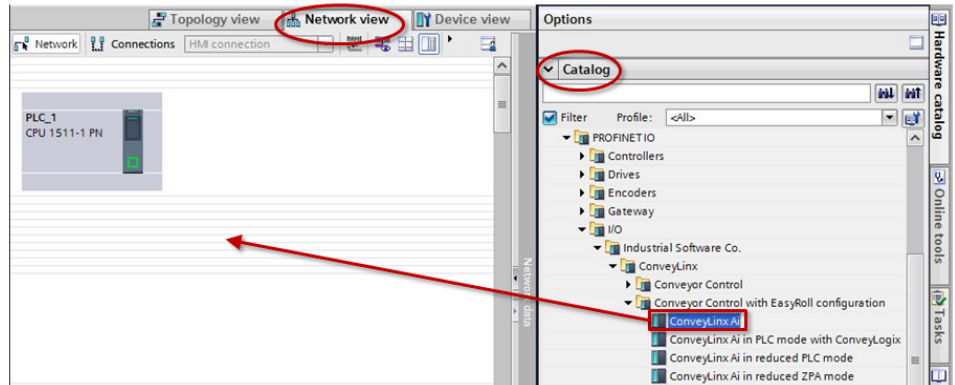 Topology view
Network view
Device view
Network
Connections
HMI connection
PLC_1
CPU 1511-1 PN
Network data
Options
Catalog
Filter
Profile:
<All>
PROFINET IO
Controllers
Drives
Encoders
Gateway
I/O
Industrial Software Co.
ConveyLinx
Conveyor Control
Conveyor Control with EasyRoll configuration
ConveyLinx Ai
ConveyLinx Ai in PLC mode with ConveyLogix
ConveyLinx Ai in reduced PLC mode
ConveyLinx Ai in reduced ZPA mode
Hardware catalog
Online tools
Tasks